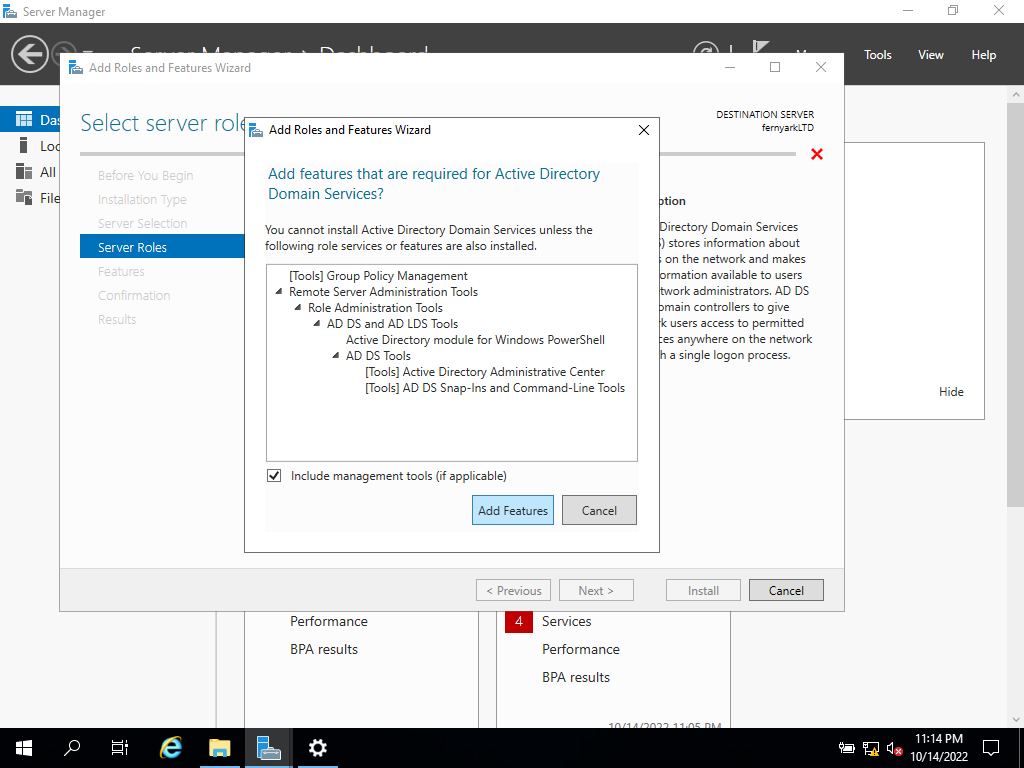 Server Manager
Tools
View
Help
Add Roles and Features Wizard
Select server role
DESTINATION SERVER
fernyarkLTD
Before You Begin
Installation Type
Server Selection
Server Roles
Features
Confirmation
Results
All
Add Roles and Features Wizard
Add features that are required for Active Directory
Domain Services?
You cannot install Active Directory Domain Services unless the
following role services or features are also installed.
[Tools] Group Policy Management
Remote Server Administration Tools
Role Administration Tools
AD DS and AD LDS Tools
Active Directory module for Windows PowerShell
AD DS Tools
[Tools] Active Directory Administrative Center
[Tools] AD DS Snap-Ins and Command-Line Tools
Include management tools (if applicable)
Add Features
Cancel
ption
Directory Domain Services
) stores information about
s on the network and makes
ormation available to users
twork administrators. AD DS
omain controllers to give
k users access to permitted
ces anywhere on the network
h a single logon process.
Hide
< Previous
Next >
Install
Cancel
Performance
BPA results
4 Services
Performance
BPA results
10/14/2022 11:05 PM
11:14 PM
10/14/2022